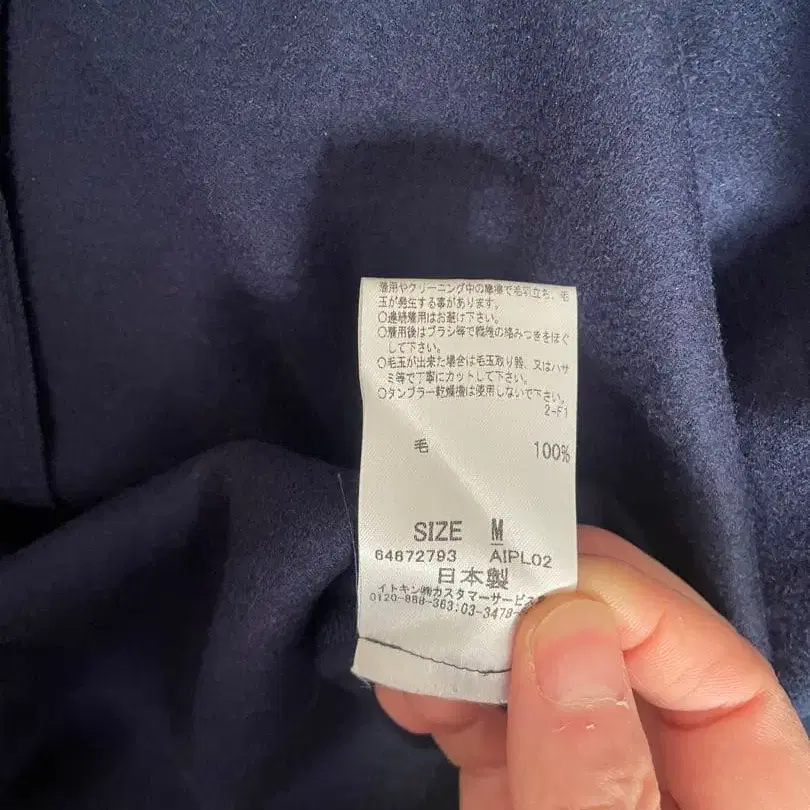 着用やクリーニング中の摩擦で毛羽立ち、毛
玉が発生する事があります。
○連続着用はお避け下さい。
○着用後はブラシ等で繊維の絡みつきをほぐ
して下さい。
○毛玉が出来た場合は毛玉取り器、又はハサ
ミ等で丁寧にカットして下さい。
○タンブラー乾燥機は使用しないで下さい。
2-F1
毛 100%
SIZE M
64872793 AIPL02
日本製
イトキン㈱カスタマーサービス
0120-888-363:03-3478-